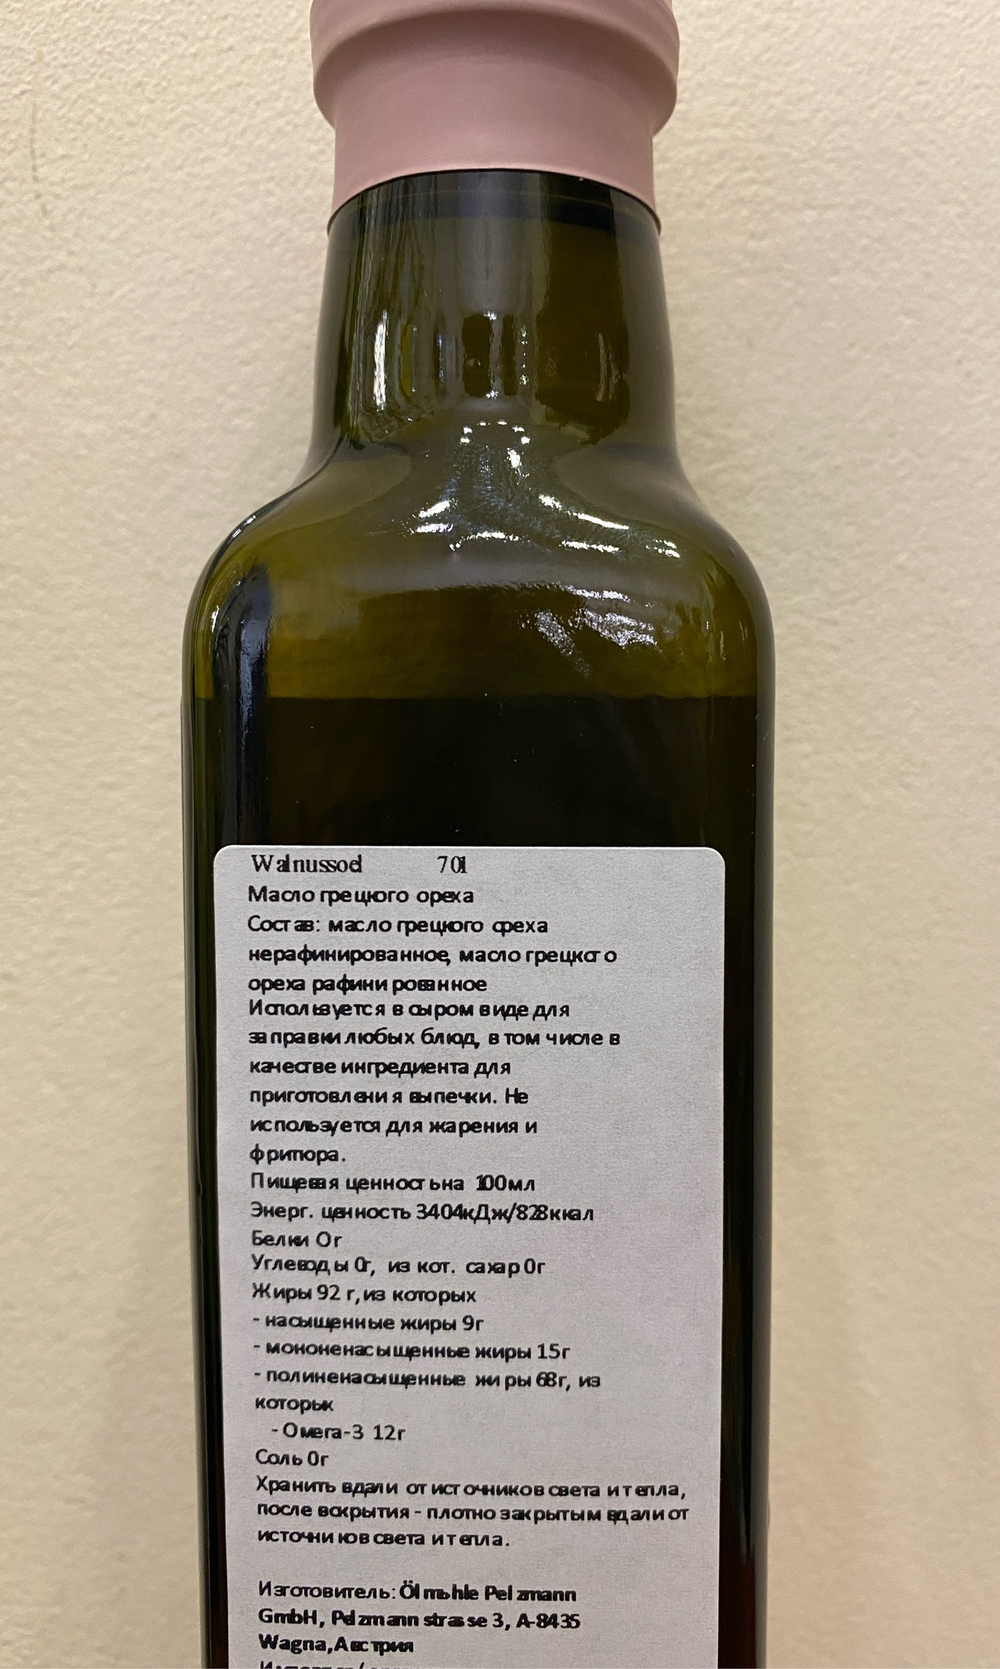 Walnussoel 701
Масло грецкого ореха
Состав: масло грецкого ореха
нерафинированное, масло грецкого
ореха рафинированное
Используется в сыром виде для
заправки любых блюд, в том числе в
качестве ингредиента для
приготовления выпечки. Не
используется для жарения и
фритюра.
Пищевая ценность на 100мл
Энерг. ценность 3404кДж/828ккал
Белки 0г
Углеводы 0г, из кот. сахар 0г
Жиры 92 г, из которых
- насыщенные жиры 9г
- мононенасыщенные жиры 15г
- полиненасыщенные жиры 68г, из
которых
- Омега-3 12г
Соль 0г
Хранить вдали от источников света и тепла,
после вскрытия - плотно закрытым вдали от
источников света и тепла.
Изготовитель: Ölmuhle Pelzmann
GmbH, Pelzmann strasse 3, A-8435
Wagna, Австрия